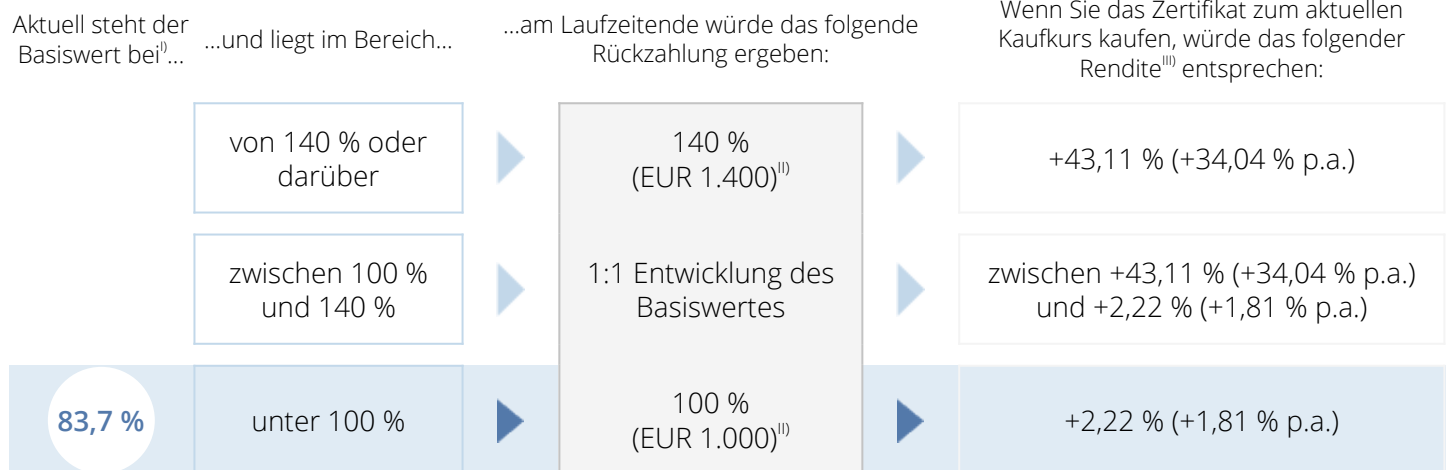 Aktuell steht der
Basiswert bei^I)...
...und liegt im Bereich...
...am Laufzeitende würde das folgende
Rückzahlung ergeben:
Wenn Sie das Zertifikat zum aktuellen
Kaufkurs kaufen, würde das folgender
Rendite^III) entsprechen:
von 140 % oder
darüber
140 %
(EUR 1.400)^II)
+43,11 % (+34,04 % p.a.)
zwischen 100 %
und 140 %
1:1 Entwicklung des
Basiswertes
zwischen +43,11 % (+34,04 % p.a.)
und +2,22 % (+1,81 % p.a.)
83,7 %
unter 100 %
100 %
(EUR 1.000)^II)
+2,22 % (+1,81 % p.a.)